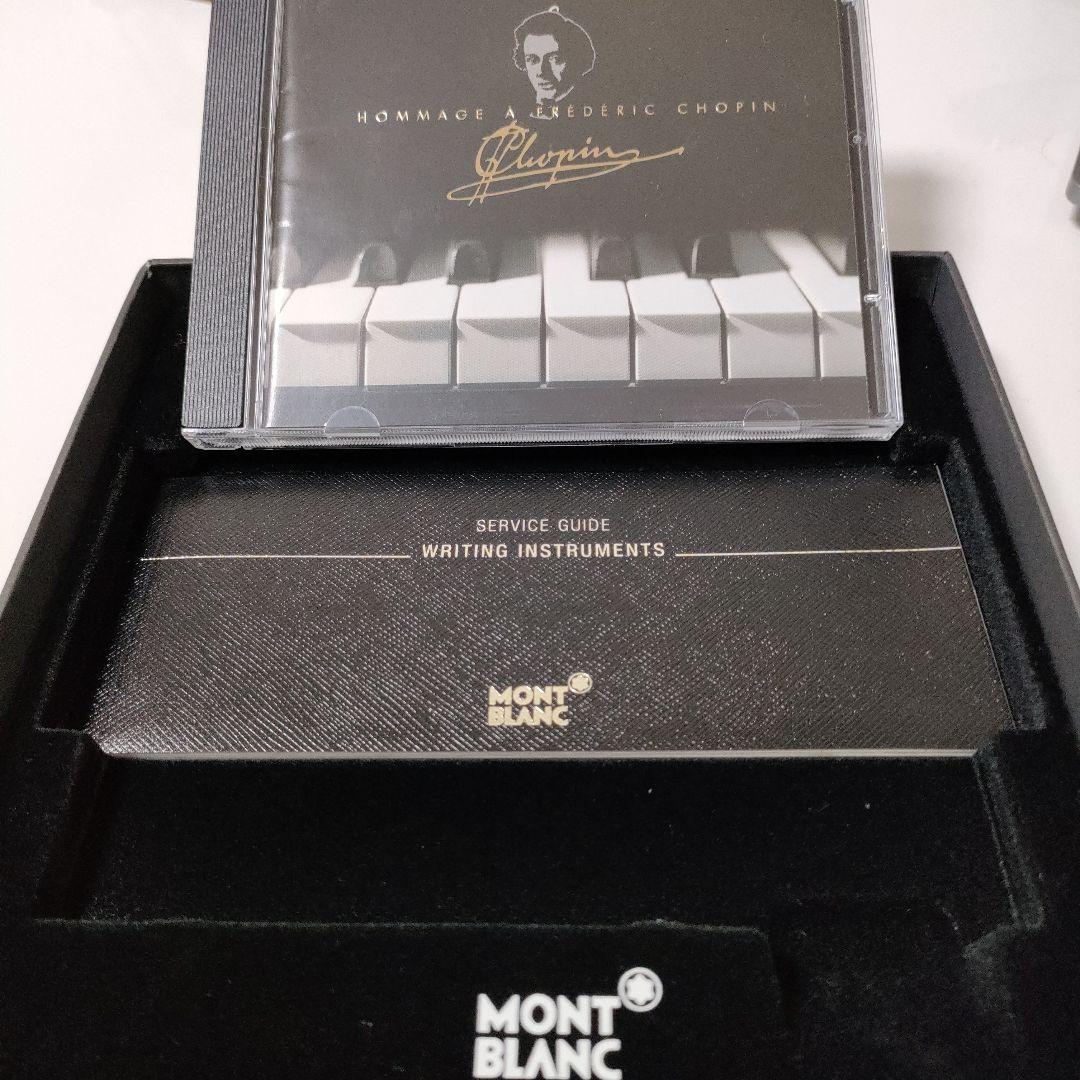 HOMMAGE À FRÉDÉRIC CHOPIN
Chopin
SERVICE GUIDE
WRITING INSTRUMENTS
MONT
BLANC
MONT
BLANC